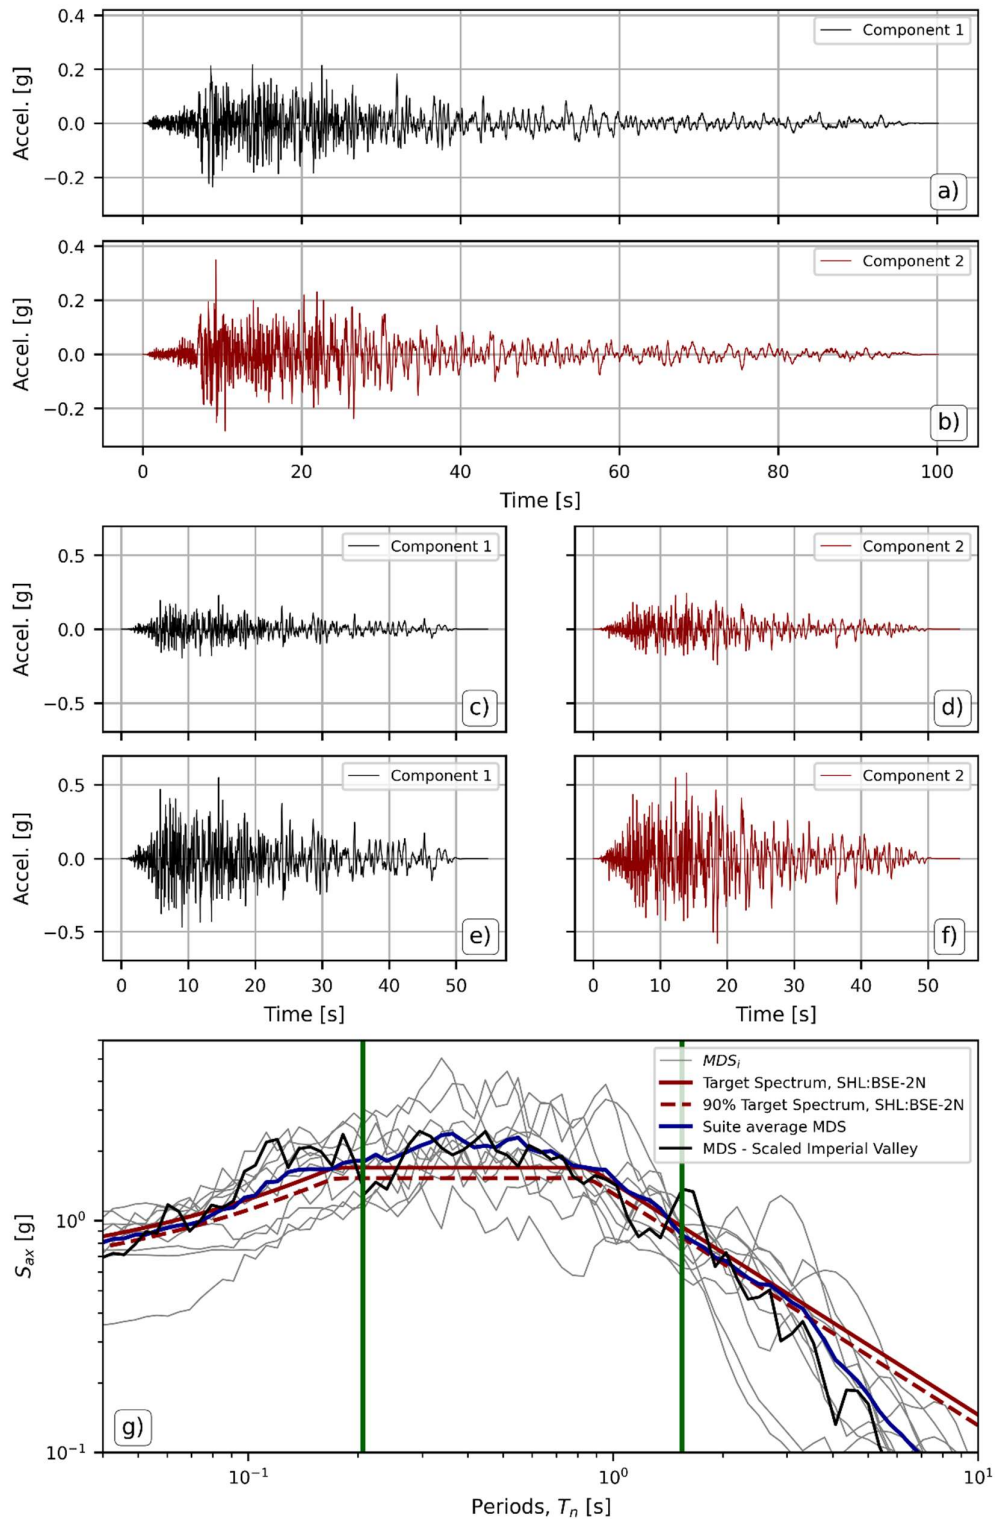 0.4
Component 1
0.2
0.0
−0.2
Accel. [g]
a)
0.4
Component 2
0.2
0.0
−0.2
Accel. [g]
b)
0 20 40 60 80 100
Time [s]
0.5
Component 1
Component 2
0.0
−0.5
Accel. [g]
c)
d)
0.5
Component 1
Component 2
0.0
−0.5
Accel. [g]
e)
f)
0 10 20 30 40 50
0 10 20 30 40 50
Time [s]
Time [s]
MDS_i
Target Spectrum, SHL:BSE-2N
90% Target Spectrum, SHL:BSE-2N
Suite average MDS
MDS - Scaled Imperial Valley
10^0
S_ax [g]
g)
10^−1
10^−1 10^0 10^1
Periods, T_n [s]